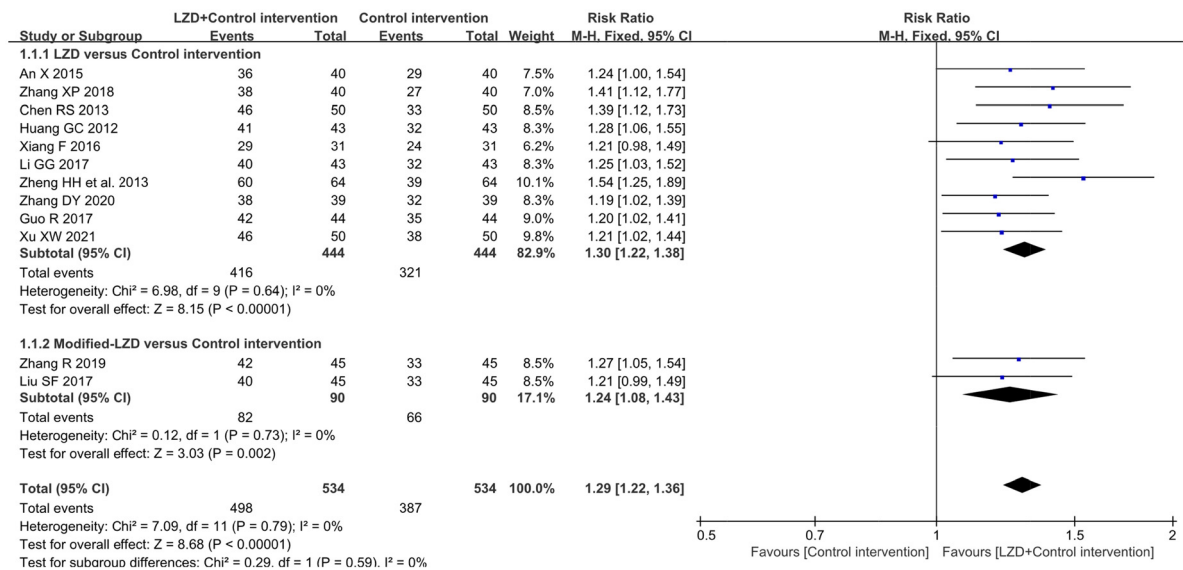 LZD+Control intervention Control intervention Risk Ratio Risk Ratio
Study or Subgroup Events Total Events Total Weight M-H, Fixed, 95% CI M-H, Fixed, 95% CI
1.1.1 LZD versus Control intervention
An X 2015 36 40 29 40 7.5% 1.24 [1.00, 1.54]
Zhang XP 2018 38 40 27 40 7.0% 1.41 [1.12, 1.77]
Chen RS 2013 46 50 33 50 8.5% 1.39 [1.12, 1.73]
Huang GC 2012 41 43 32 43 8.3% 1.28 [1.06, 1.55]
Xiang F 2016 29 31 24 31 6.2% 1.21 [0.98, 1.49]
Li GG 2017 40 43 32 43 8.3% 1.25 [1.03, 1.52]
Zheng HH et al. 2013 60 64 39 64 10.1% 1.54 [1.25, 1.89]
Zhang DY 2020 38 39 32 39 8.3% 1.19 [1.02, 1.39]
Guo R 2017 42 44 35 44 9.0% 1.20 [1.02, 1.41]
Xu XW 2021 46 50 38 50 9.8% 1.21 [1.02, 1.44]
Subtotal (95% CI) 444 444 82.9% 1.30 [1.22, 1.38]
Total events 416 321
Heterogeneity: Chi² = 6.98, df = 9 (P = 0.64); I² = 0%
Test for overall effect: Z = 8.15 (P < 0.00001)
1.1.2 Modified-LZD versus Control intervention
Zhang R 2019 42 45 33 45 8.5% 1.27 [1.05, 1.54]
Liu SF 2017 40 45 33 45 8.5% 1.21 [0.99, 1.49]
Subtotal (95% CI) 90 90 17.1% 1.24 [1.08, 1.43]
Total events 82 66
Heterogeneity: Chi² = 0.12, df = 1 (P = 0.73); I² = 0%
Test for overall effect: Z = 3.03 (P = 0.002)
Total (95% CI) 534 534 100.0% 1.29 [1.22, 1.36]
Total events 498 387
Heterogeneity: Chi² = 7.09, df = 11 (P = 0.79); I² = 0%
Test for overall effect: Z = 8.68 (P < 0.00001)
Test for subgroup differences: Chi² = 0.29, df = 1 (P = 0.59), I² = 0%
0.5 0.7 1 1.5 2
Favours [Control intervention] Favours [LZD+Control intervention]